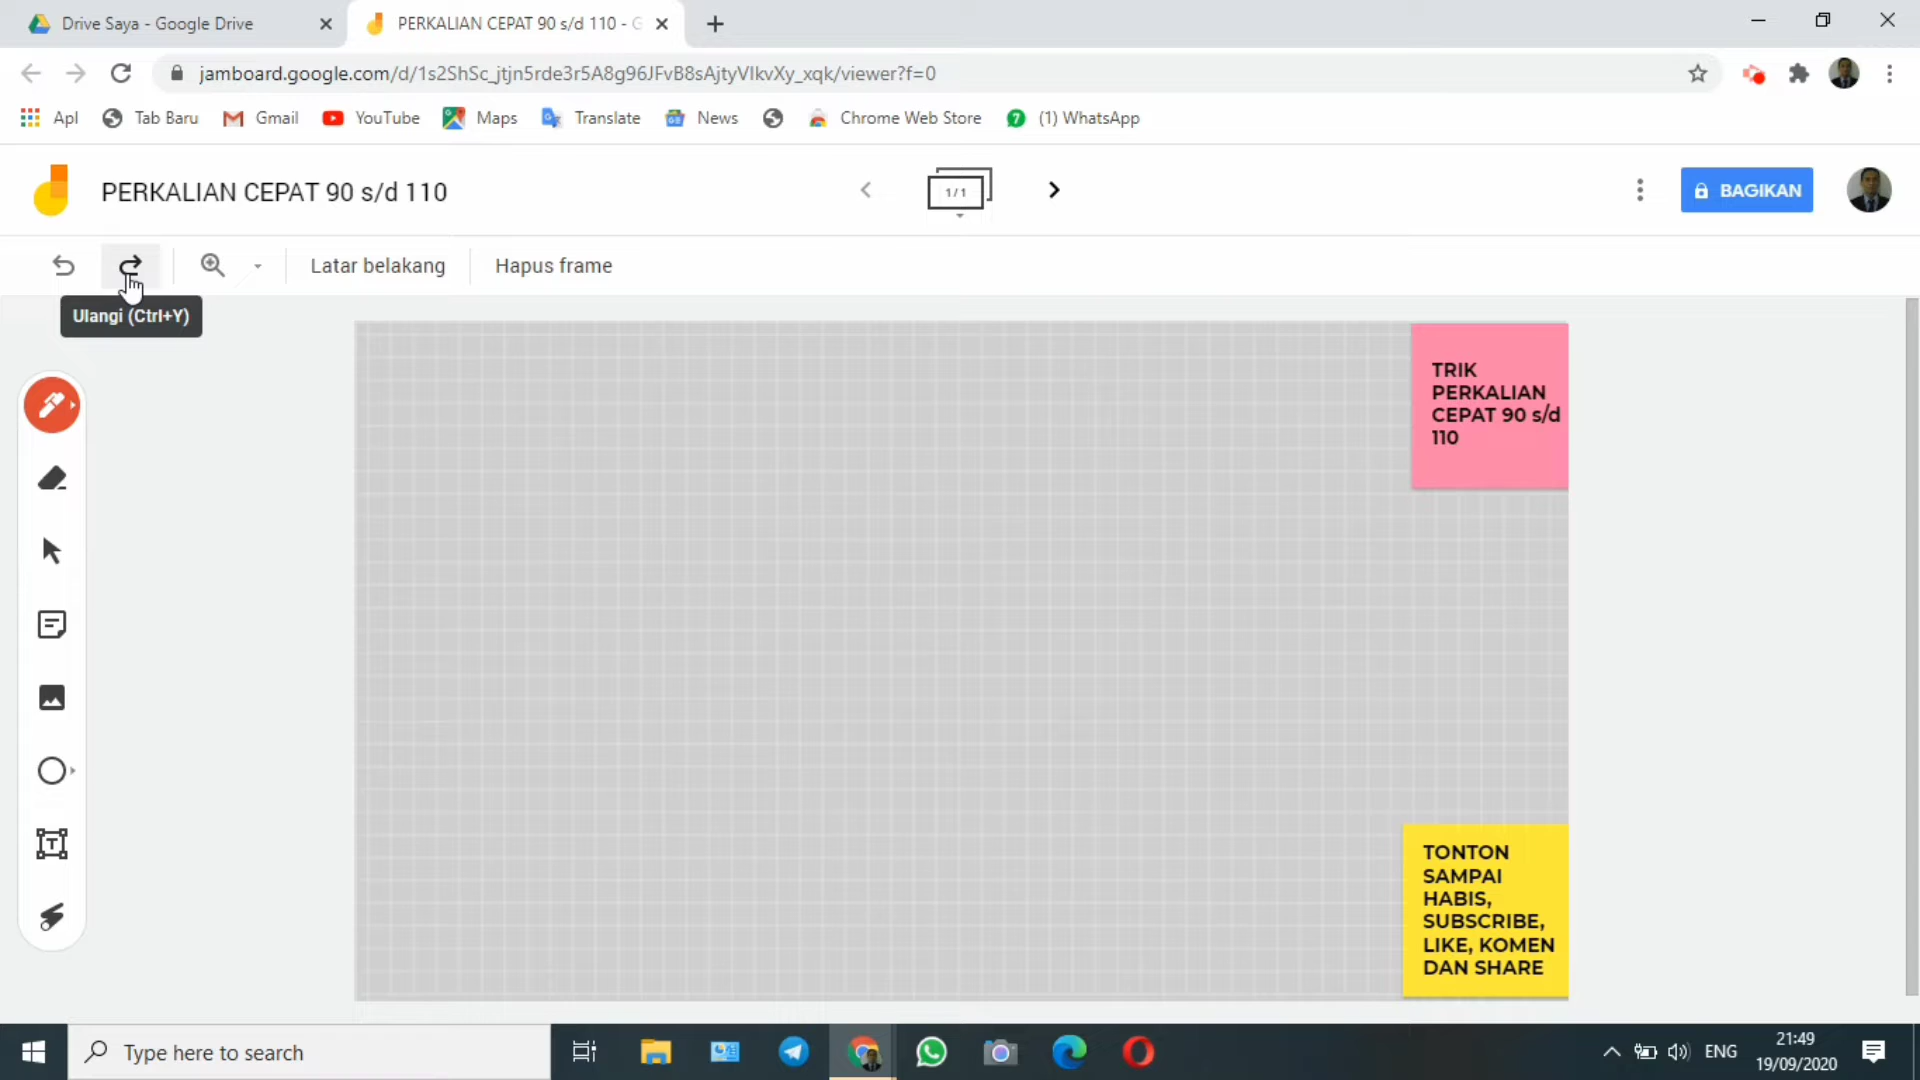 Drive Saya - Google Drive
PERKALIAN CEPAT 90 s/d 110 - G
jamboard.google.com/d/1s2ShSc_jtjn5rde3r5A8g96JFvB8sAjtyVIkvXy_xqk/viewer?f=0
Apl
Tab Baru
Gmail
YouTube
Maps
Translate
News
Chrome Web Store
7
(1) WhatsApp
PERKALIAN CEPAT 90 s/d 110
1/1
BAGIKAN
Latar belakang
Hapus frame
Ulangi (Ctrl+Y)
TRIK
PERKALIAN
CEPAT 90 s/d
110
TONTON
SAMPAI
HABIS,
SUBSCRIBE,
LIKE, KOMEN
DAN SHARE
Type here to search
ENG
21:49
19/09/2020